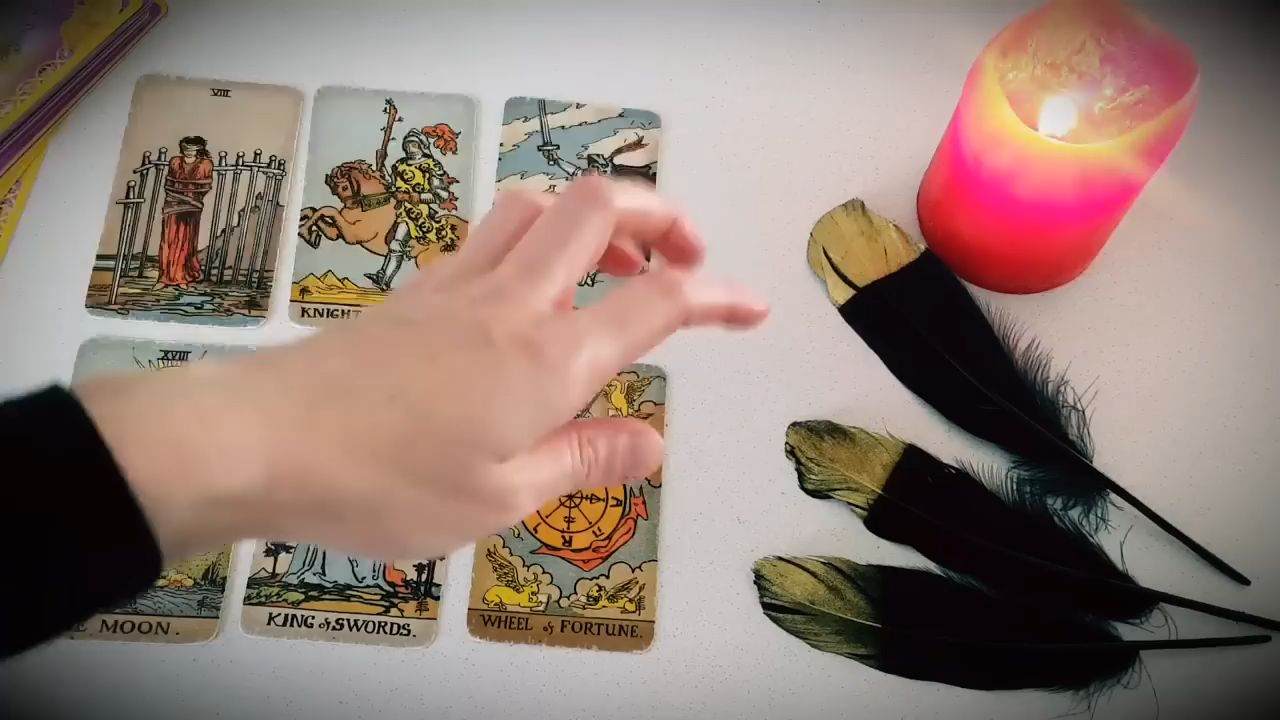 VIII
KNIGHT
XVIII
MOON.
KING of SWORDS.
WHEEL of FORTUNE.